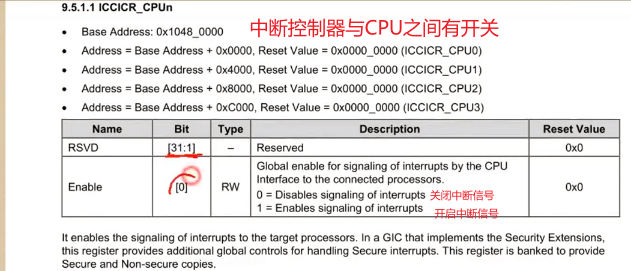 9.5.1.1 ICCICR_CPUn
• Base Address: 0x1048_0000
中断控制器与CPU之间有开关
• Address = Base Address + 0x0000, Reset Value = 0x0000_0000 (ICCICR_CPU0)
• Address = Base Address + 0x4000, Reset Value = 0x0000_0000 (ICCICR_CPU1)
• Address = Base Address + 0x8000, Reset Value = 0x0000_0000 (ICCICR_CPU2)
• Address = Base Address + 0xC000, Reset Value = 0x0000_0000 (ICCICR_CPU3)
Name Bit Type Description Reset Value
RSVD [31:1] – Reserved 0x0
Enable [0] RW 0x0
Global enable for signaling of interrupts by the CPU
Interface to the connected processors.
0 = Disables signaling of interrupts 关闭中断信号
1 = Enables signaling of interrupts 开启中断信号
It enables the signaling of interrupts to the target processors. In a GIC that implements the Security Extensions,
this register provides additional global controls for handling Secure interrupts. This register is banked to provide
Secure and Non-secure copies.